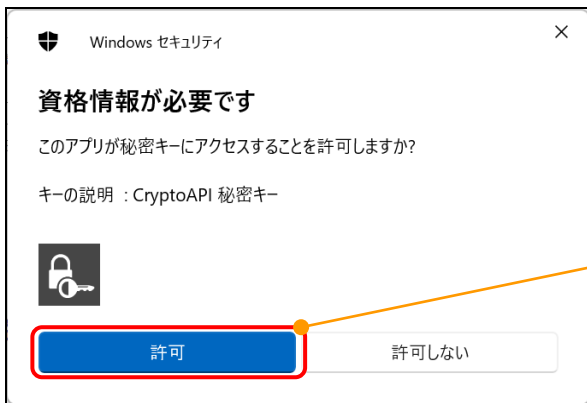 Windows セキュリティ
資格情報が必要です
このアプリが秘密キーにアクセスすることを許可しますか?
キーの説明 : CryptoAPI 秘密キー
許可
許可しない